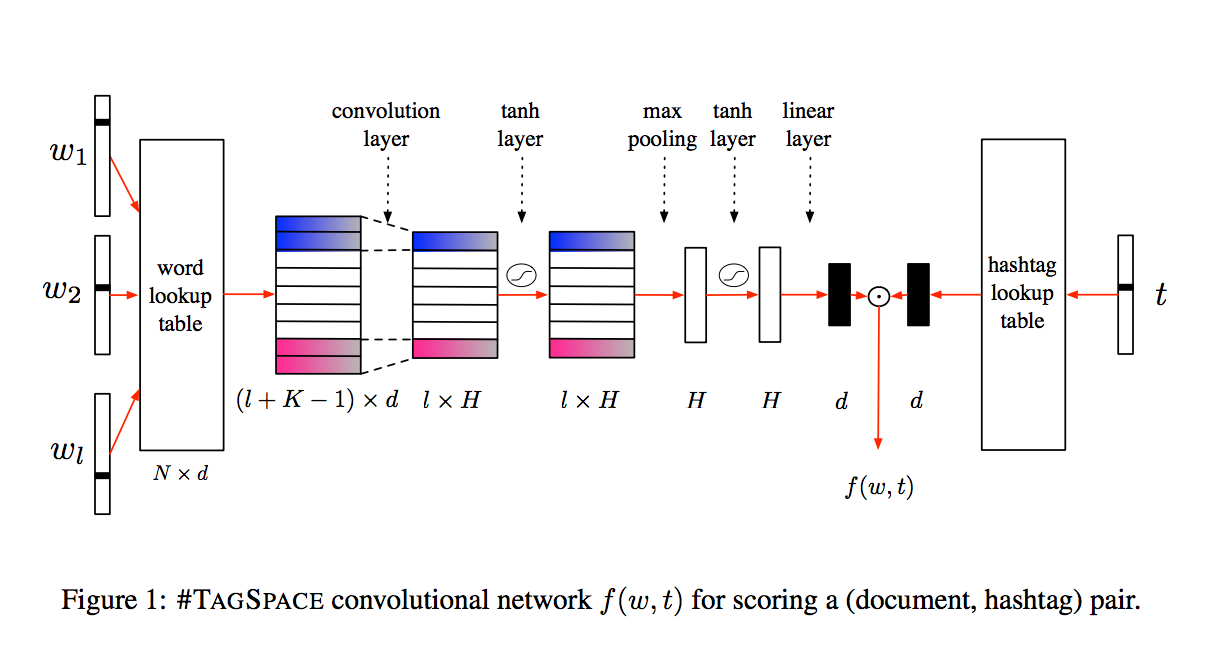 convolution
layer
tanh
layer
max
pooling
tanh
layer
linear
layer
w₁
w₂
wₗ
word
lookup
table
N × d
(l + K − 1) × d
l × H
l × H
H
H
d
d
hashtag
lookup
table
t
f(w, t)
Figure 1: #TAGSPACE convolutional network f(w, t) for scoring a (document, hashtag) pair.